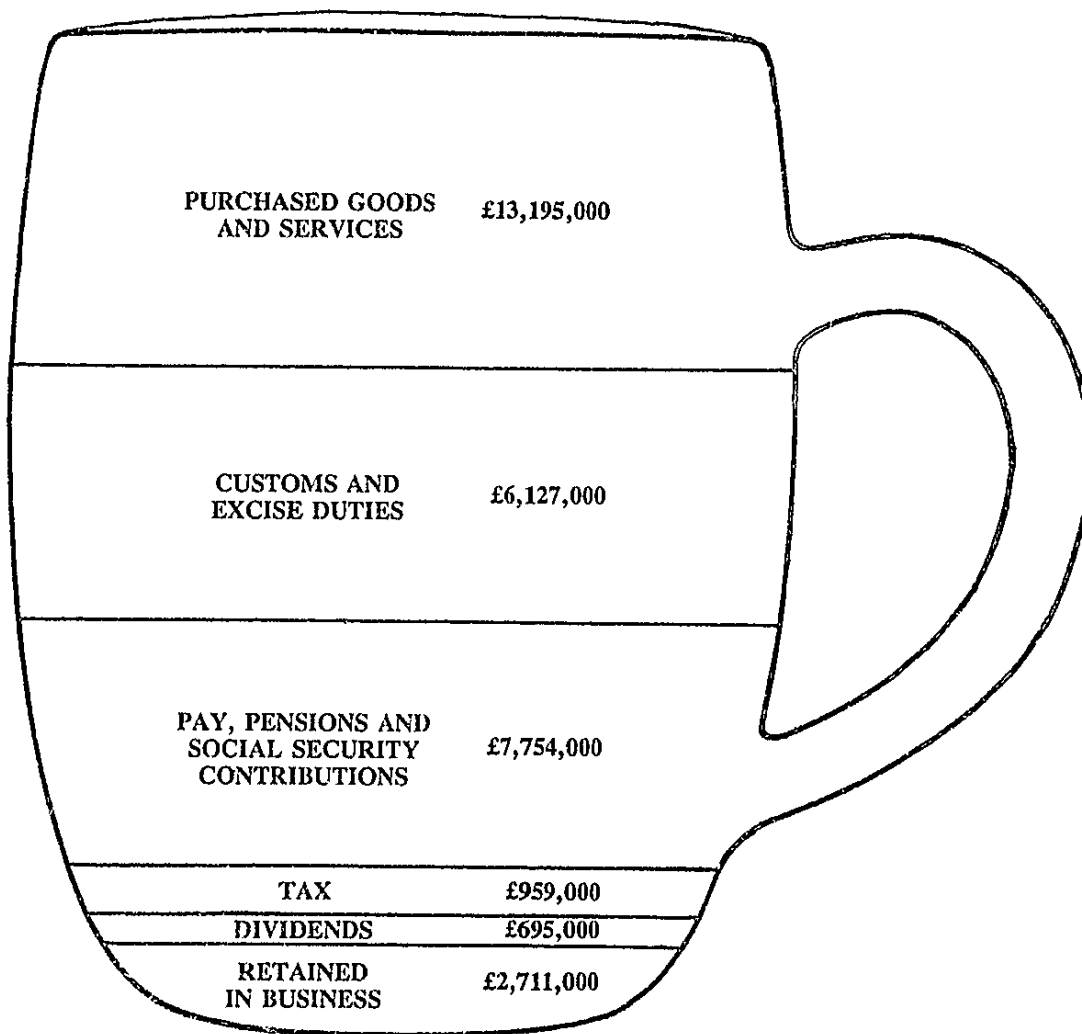 PURCHASED GOODS
AND SERVICES £13,195,000
CUSTOMS AND
EXCISE DUTIES £6,127,000
PAY, PENSIONS AND
SOCIAL SECURITY £7,754,000
CONTRIBUTIONS
TAX £959,000
DIVIDENDS £695,000
RETAINED
IN BUSINESS £2,711,000